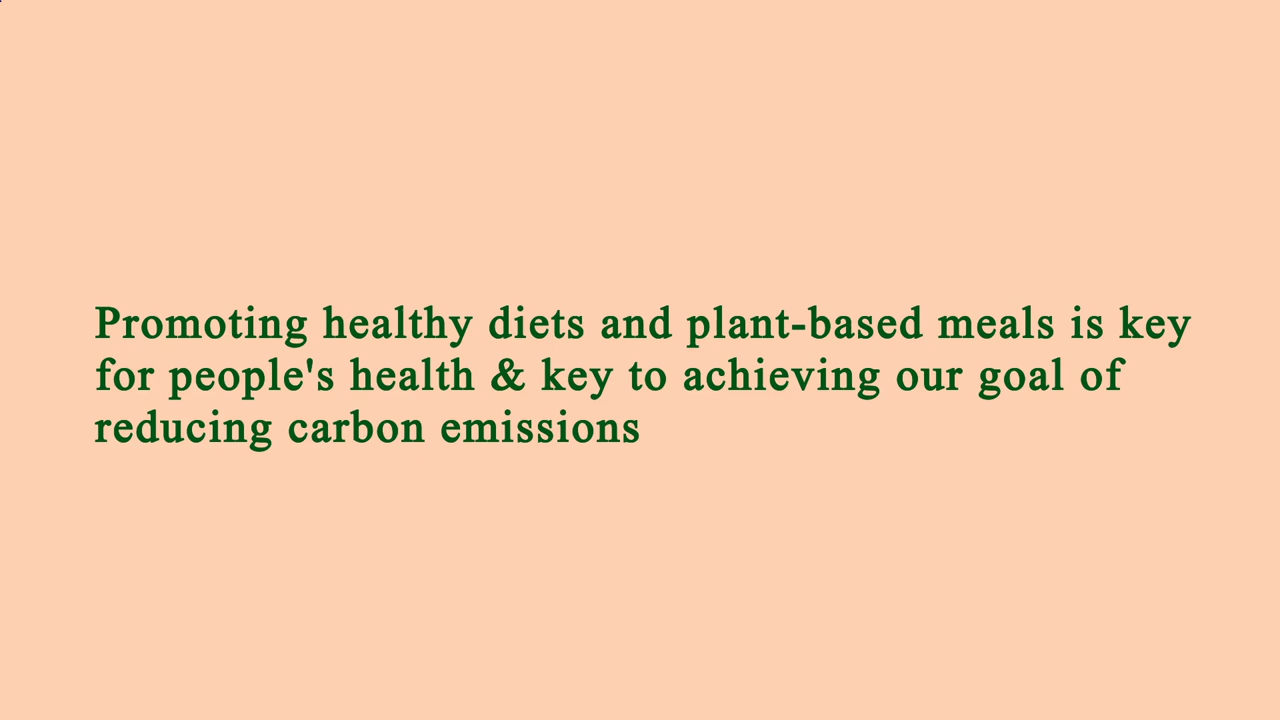 Promoting healthy diets and plant-based meals is key
for people's health & key to achieving our goal of
reducing carbon emissions